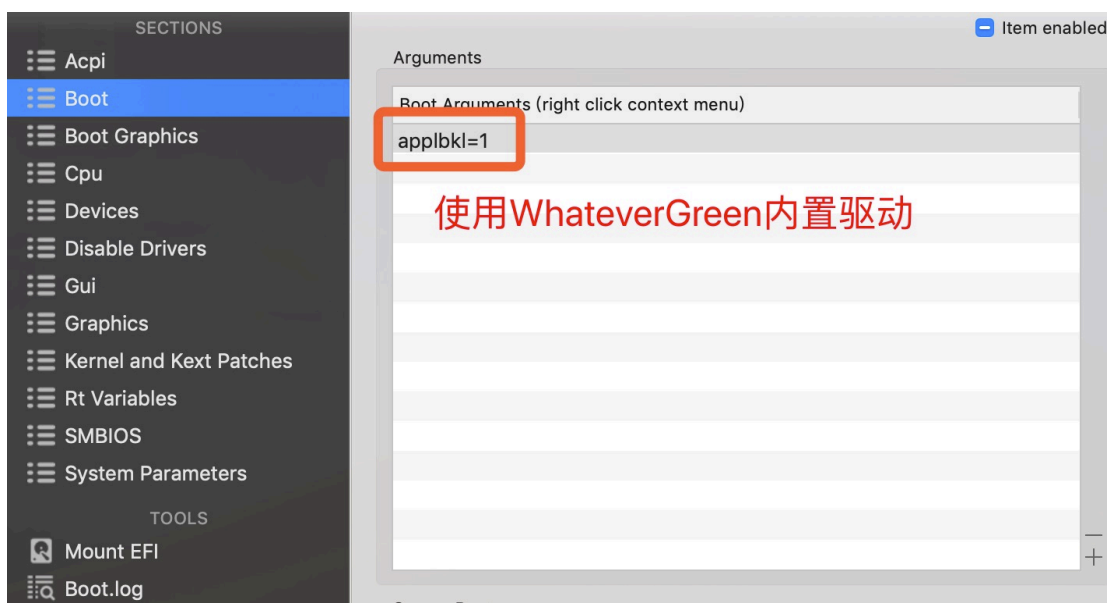 SECTIONS
Acpi
Boot
Boot Graphics
Cpu
Devices
Disable Drivers
Gui
Graphics
Kernel and Kext Patches
Rt Variables
SMBIOS
System Parameters
TOOLS
Mount EFI
Boot.log
Item enabled
Arguments
Boot Arguments (right click context menu)
applbkl=1
使用WhateverGreen内置驱动